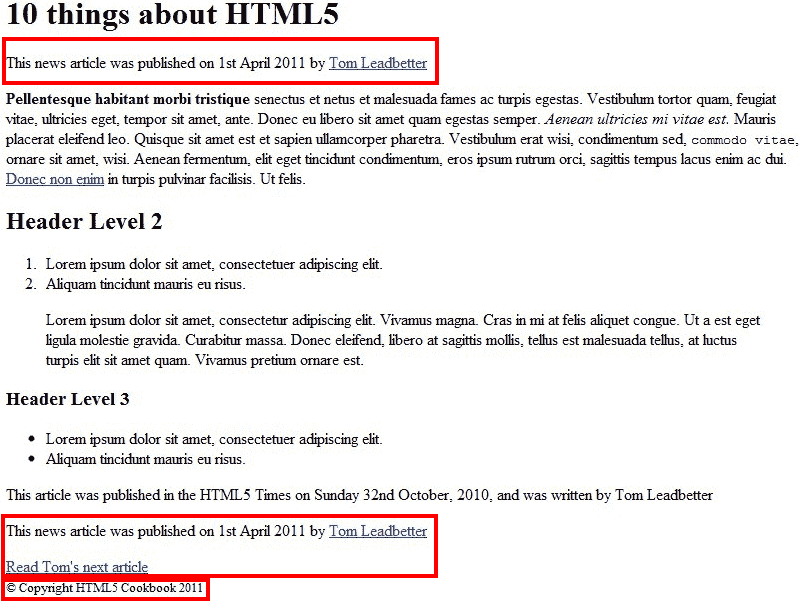 10 things about HTML5
This news article was published on 1st April 2011 by Tom Leadbetter
Pellentesque habitant morbi tristique senectus et netus et malesuada fames ac turpis egestas. Vestibulum tortor quam, feugiat
vitae, ultricies eget, tempor sit amet, ante. Donec eu libero sit amet quam egestas semper. Aenean ultricies mi vitae est. Mauris
placerat eleifend leo. Quisque sit amet est et sapien ullamcorper pharetra. Vestibulum erat wisi, condimentum sed, commodo vitae,
ornare sit amet, wisi. Aenean fermentum, elit eget tincidunt condimentum, eros ipsum rutrum orci, sagittis tempus lacus enim ac dui.
Donec non enim in turpis pulvinar facilisis. Ut felis.
Header Level 2
1. Lorem ipsum dolor sit amet, consectetuer adipiscing elit.
2. Aliquam tincidunt mauris eu risus.
Lorem ipsum dolor sit amet, consectetur adipiscing elit. Vivamus magna. Cras in mi at felis aliquet congue. Ut a est eget
ligula molestie gravida. Curabitur massa. Donec eleifend, libero at sagittis mollis, tellus est malesuada tellus, at luctus
turpis elit sit amet quam. Vivamus pretium ornare est.
Header Level 3
• Lorem ipsum dolor sit amet, consectetuer adipiscing elit.
• Aliquam tincidunt mauris eu risus.
This article was published in the HTML5 Times on Sunday 32nd October, 2010, and was written by Tom Leadbetter
This news article was published on 1st April 2011 by Tom Leadbetter
Read Tom's next article
© Copyright HTML5 Cookbook 2011